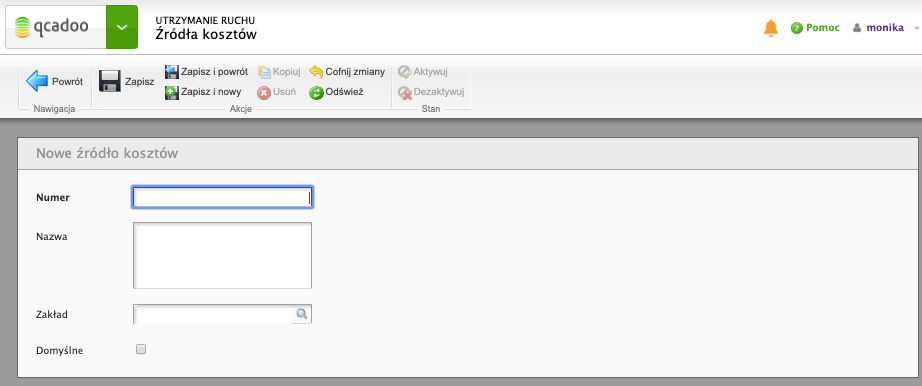 qcadoo
UTRZYMANIE RUCHU
Źródła kosztów
Pomoc
monika
Powrót
Zapisz
Zapisz i powrót
Kopiuj
Cofnij zmiany
Aktywuj
Zapisz i nowy
Usuń
Odśwież
Dezaktywuj
Nawigacja
Akcje
Stan
Nowe źródło kosztów
Numer
Nazwa
Zakład
Domyślne